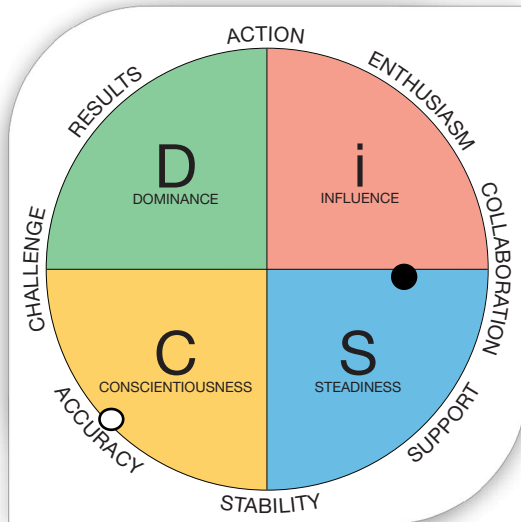 ACTION
RESULTS
ENTHUSIASM
D
DOMINANCE
i
INFLUENCE
CHALLENGE
COLLABORATION
C
CONSCIENTIOUSNESS
S
STEADINESS
ACCURACY
SUPPORT
STABILITY